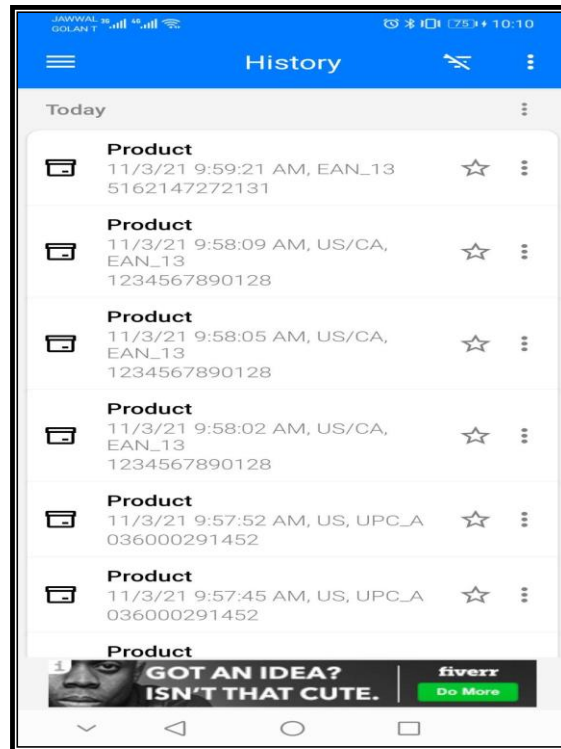 JAWWAL 3G 4G
GOLAN T
75 10:10
History
Today
Product
11/3/21 9:59:21 AM, EAN_13
5162147272131
Product
11/3/21 9:58:09 AM, US/CA,
EAN_13
1234567890128
Product
11/3/21 9:58:05 AM, US/CA,
EAN_13
1234567890128
Product
11/3/21 9:58:02 AM, US/CA,
EAN_13
1234567890128
Product
11/3/21 9:57:52 AM, US, UPC_A
036000291452
Product
11/3/21 9:57:45 AM, US, UPC_A
036000291452
Product
i
GOT AN IDEA?
ISN'T THAT CUTE.
fiverr
Do More